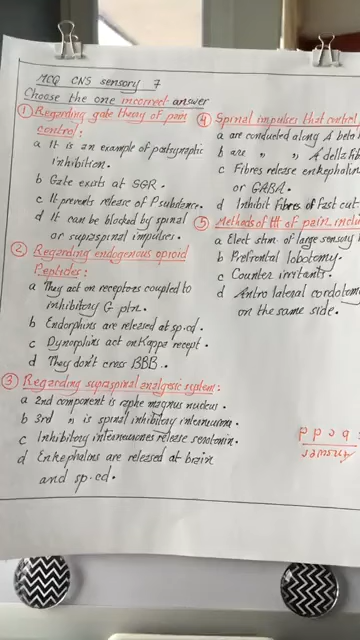 MCQ CNS sensory 7
Choose the one incorrect answer
① Regarding gate theory of pain
control:
a It is an example of postsynaptic
inhibition.
b Gate exists at SGR.
c It prevents release of P substance.
d It can be blocked by spinal
or supraspinal impulses.
② Regarding endogenous opioid
Peptides:
a They act on receptors coupled to
inhibitory G ptn.
b Endorphins are released at sp.cd.
c Dynorphins act on Kappa recept.
d They don't cross BBB.
③ Regarding supraspinal analgesic system:
a 2nd component is raphe magnus nucleus.
b 3rd " is spinal inhibitory interneurons.
c Inhibitory interneurones release serotonin.
d Enkephalins are released at brain
and sp.cd.
④ Spinal impulses that control
a are conducted along A beta
b are " " A delta fib
c Fibres release enkephalin
or GABA.
d Inhibit Fibres of Fast cut
⑤ Methods of ttt of pain inclu
a Elect stim. of large sensory
b Prefrontal lobotomy.
c Counter irritants.
d Antro lateral cordotom
on the same side.